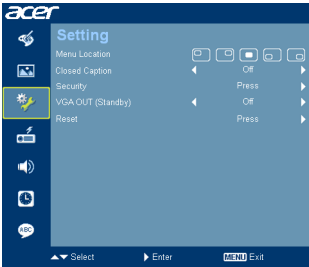 acer
Setting
Menu Location
Closed Caption Off
Security Press
VGA OUT (Standby) Off
Reset Press
ABC
Select Enter MENU Exit